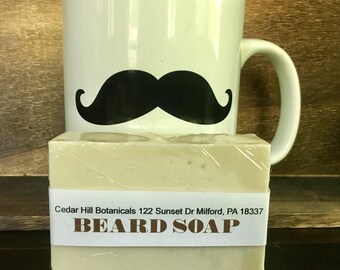 Cedar Hill Botanicals 122 Sunset Dr Milford, PA 18337
BEARD SOAP